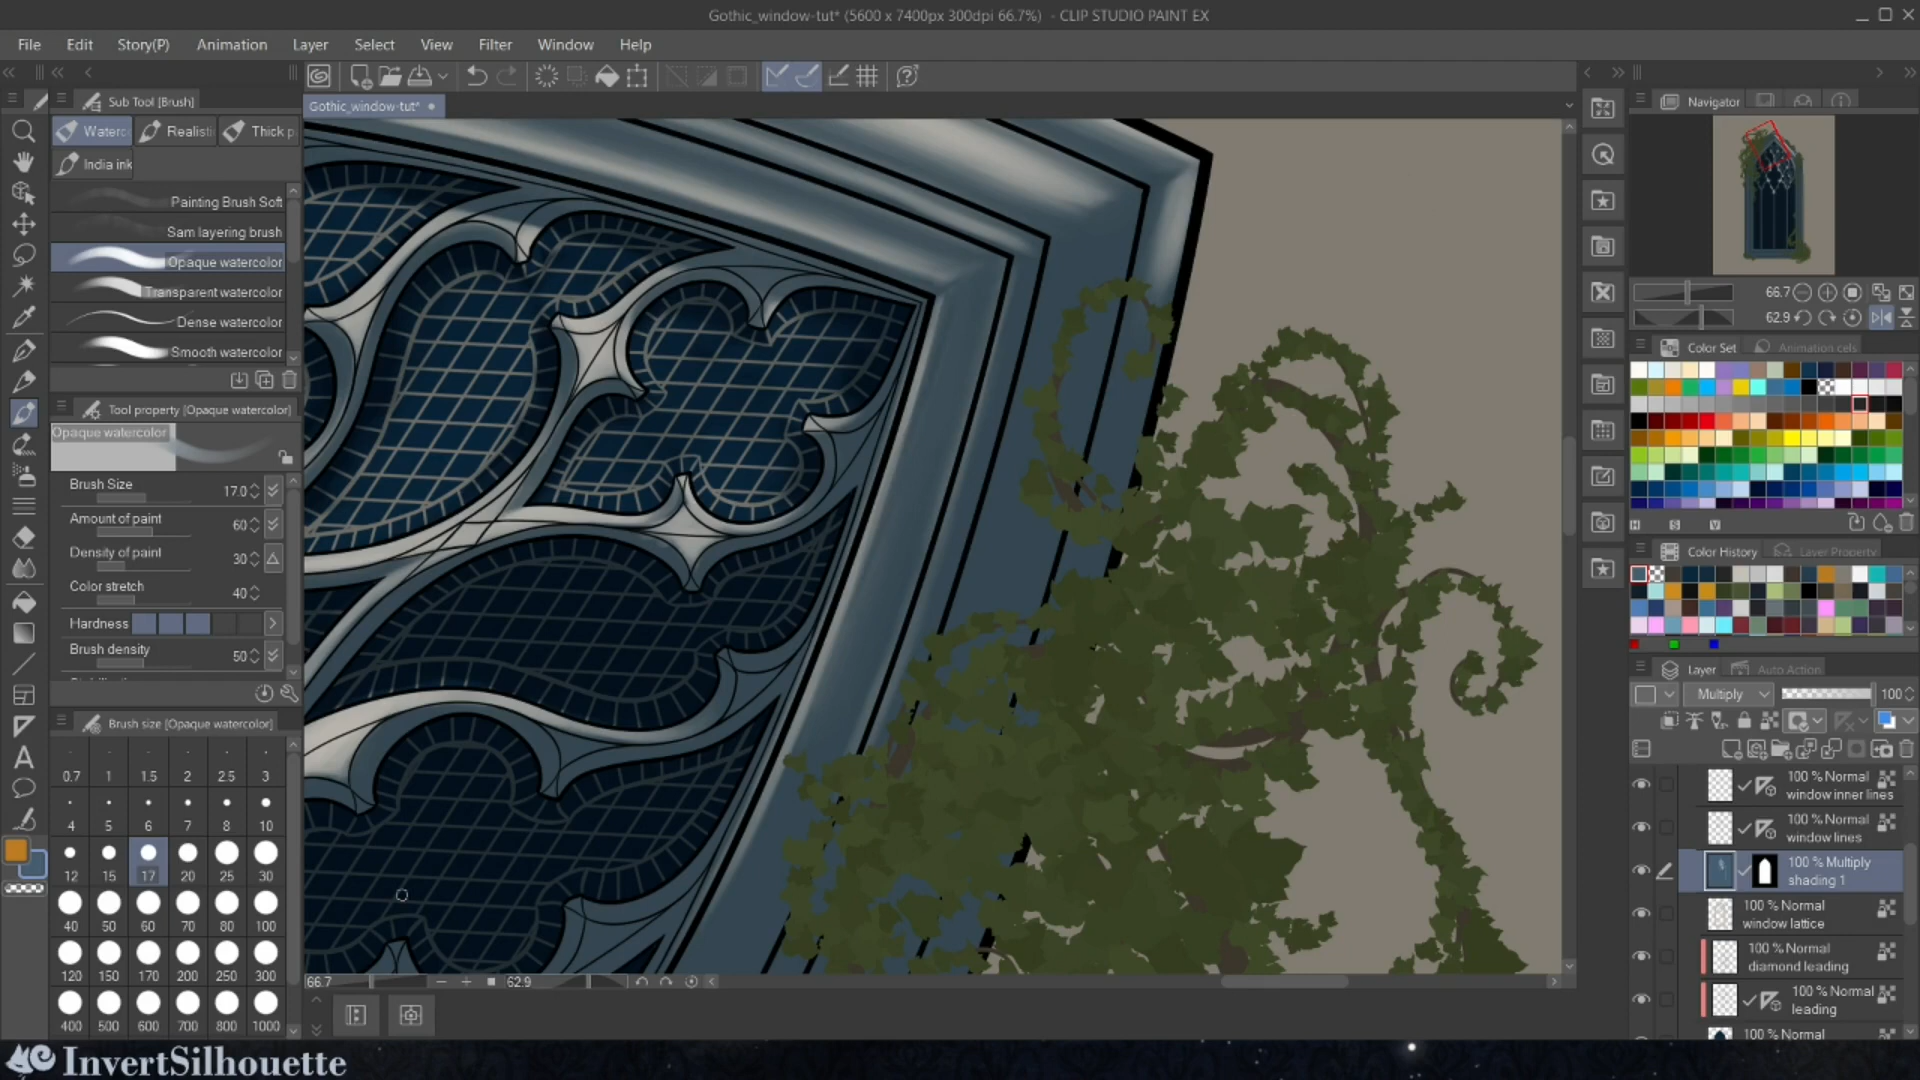 Gothic_window-tut* (5600 x 7400px 300dpi 66.7%) - CLIP STUDIO PAINT EX
File Edit Story(P) Animation Layer Select View Filter Window Help
Sub Tool [Brush]
Gothic_window-tut*
Navigator
Waterc Realisti Thick p
India ink
Painting Brush Soft
Sam layering brush
Opaque watercolor
Transparent watercolor
Dense watercolor
Smooth watercolor
Tool property [Opaque watercolor]
Opaque watercolor
Brush Size 17.0
Amount of paint 60
Density of paint 30
Color stretch 40
Hardness
Brush density 50
Brush size [Opaque watercolor]
0.7 1 1.5 2 2.5 3
4 5 6 7 8 10
12 15 17 20 25 30
40 50 60 70 80 100
120 150 170 200 250 300
400 500 600 700 800 1000
66.7 62.9
66.7
62.9
Color Set Animation cels
H S V
Color History Layer Property
Layer Auto Action
Multiply 100
100 % Normal
window inner lines
100 % Normal
window lines
100 % Multiply
shading 1
100 % Normal
window lattice
100 % Normal
diamond leading
100 % Normal
leading
100 % Normal
InvertSilhouette